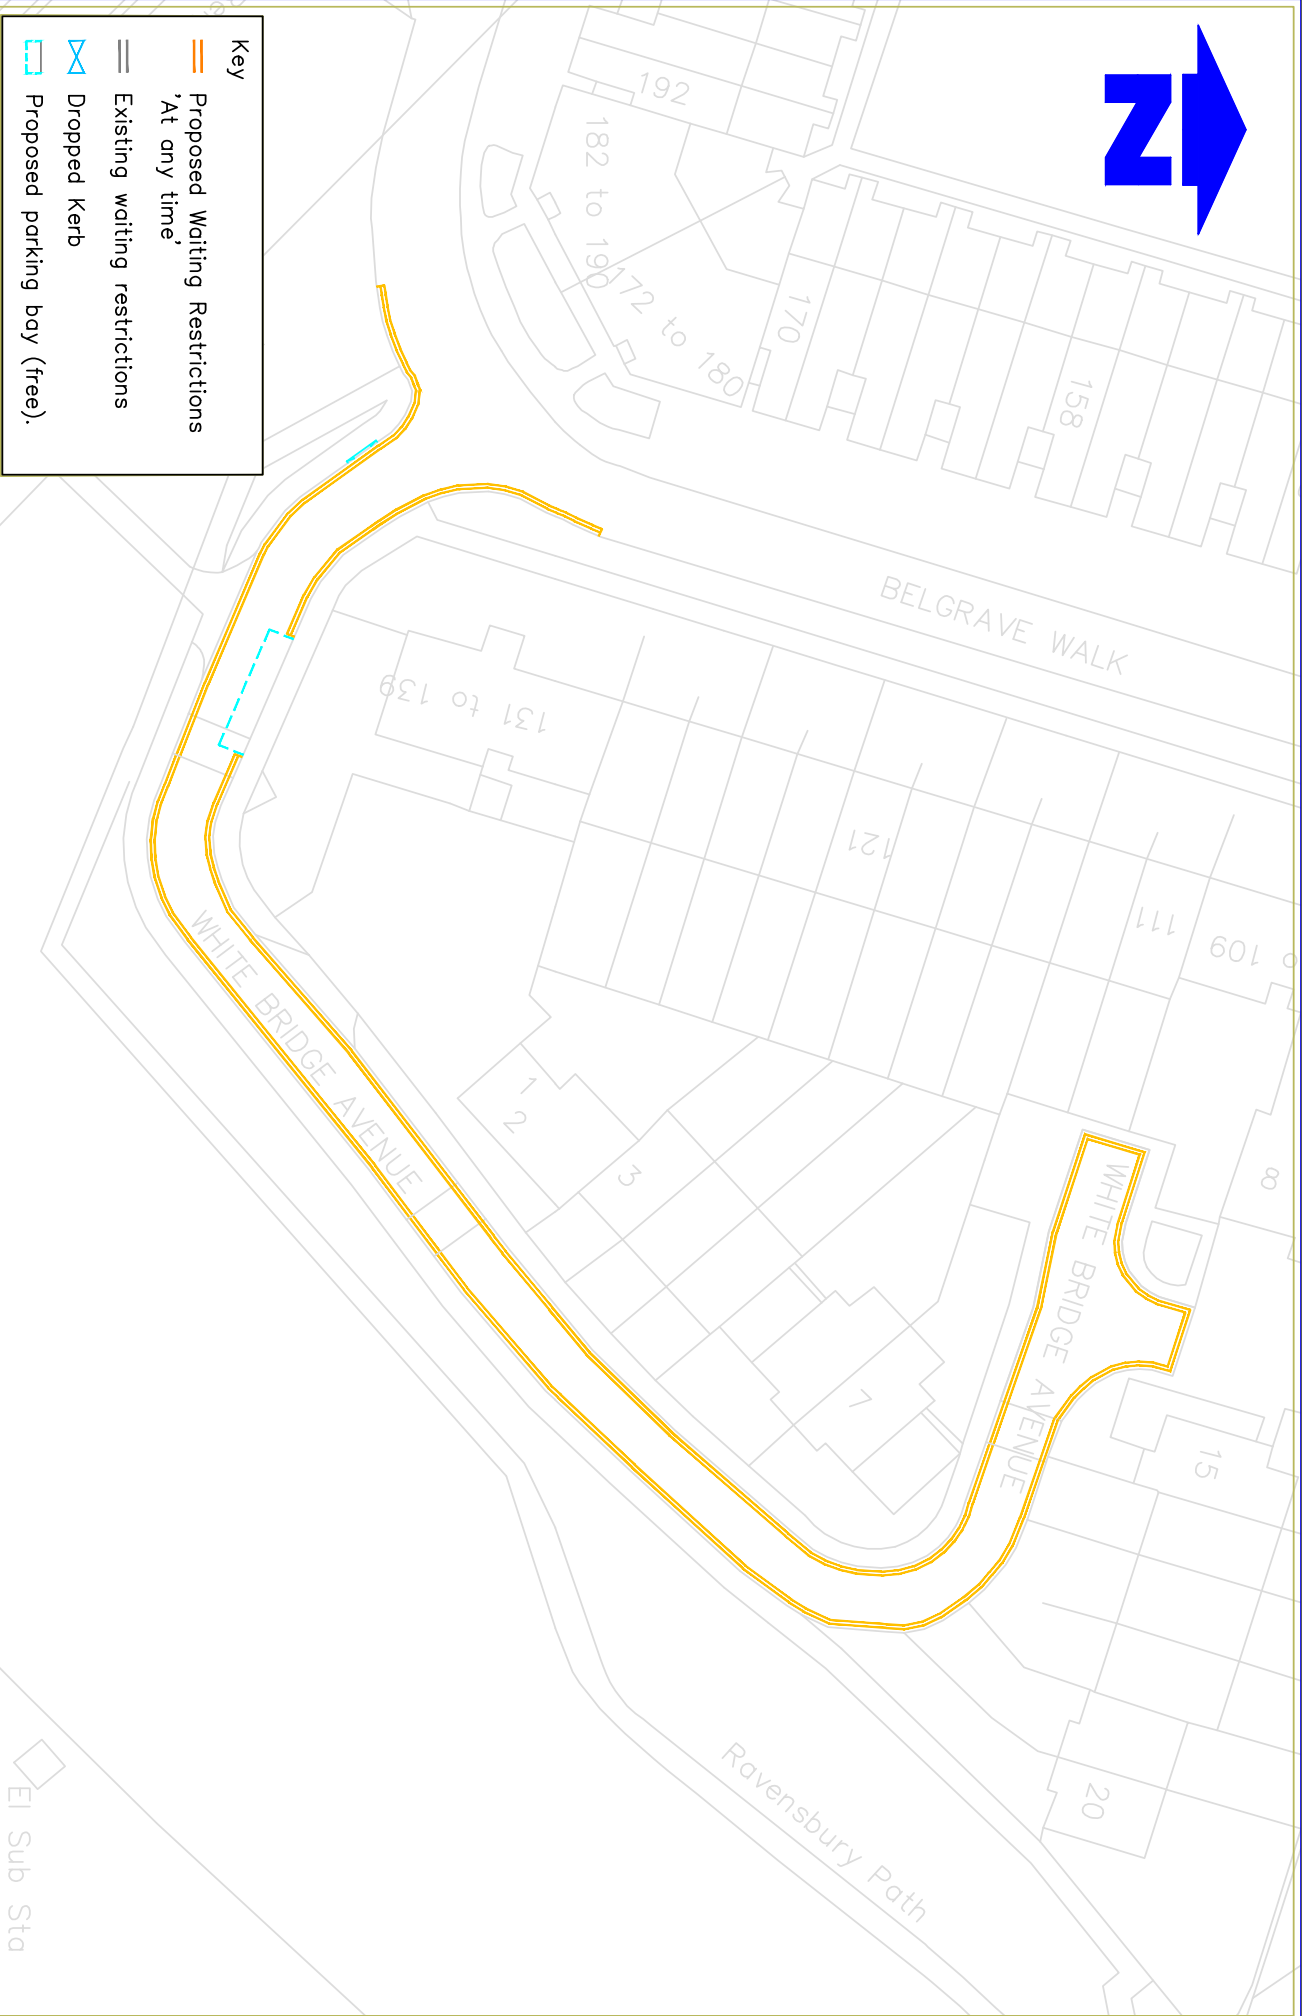 Key
Proposed Waiting Restrictions
'At any time'
Existing waiting restrictions
Dropped Kerb
Proposed parking bay (free).
N
192
182 to 190
172 to 180
170
158
BELGRAVE WALK
131 to 139
121
111
109
8
1
2
3
7
15
20
WHITE BRIDGE AVENUE
WHITE BRIDGE AVENUE
Ravensbury Path
El Sub Sta